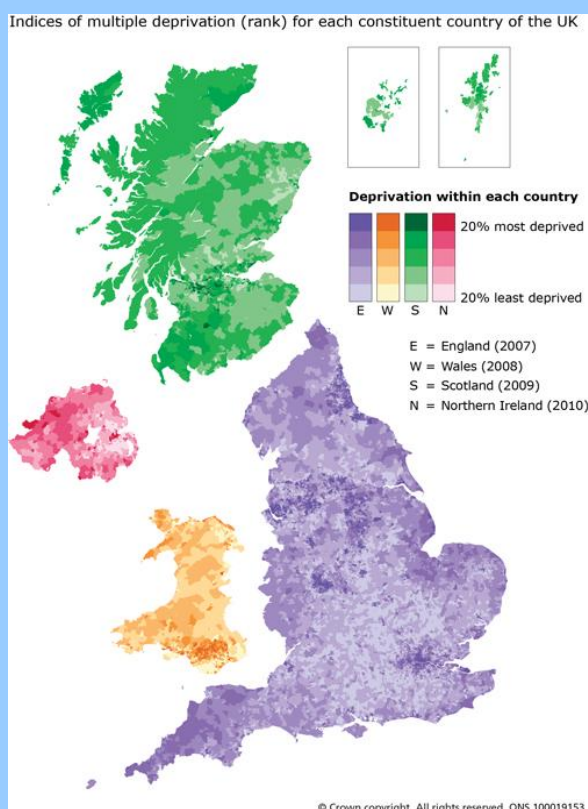 Indices of multiple deprivation (rank) for each constituent country of the UK
Deprivation within each country
20% most deprived
20% least deprived
E W S N
E = England (2007)
W = Wales (2008)
S = Scotland (2009)
N = Northern Ireland (2010)
© Crown copyright. All rights reserved. ONS 100019153